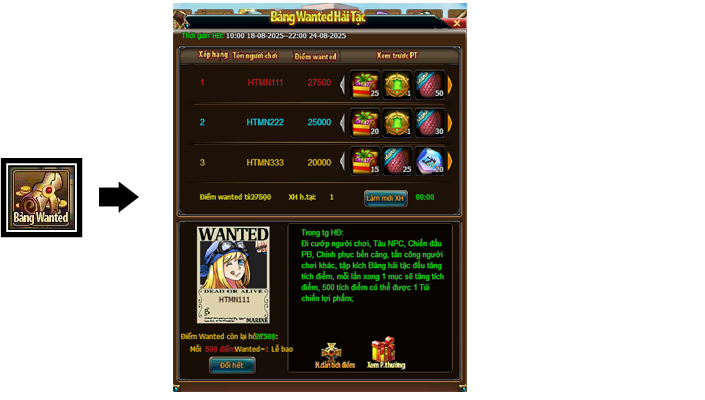 Bảng Wanted
Bảng Wanted Hải Tặc
Thời gian HĐ: 10:00 18-08-2025--22:00 24-08-2025
Xếp hạng Tên người chơi Điểm wanted Xem trước PT
1 HTMN111 27500 25 1 50
2 HTMN222 25000 20 1 30
3 HTMN333 20000 15 25 20
Điểm wanted 27500 XH h.tại: 1 Làm mới XH 00:00
WANTED
DEAD OR ALIVE
HTMN111
MARINE
Điểm Wanted còn lại 27500:
Mỗi 500 điểm Wanted=1 Lễ bao
Đổi hết
Trong tg HĐ:
Đi cướp người chơi, Tàu NPC, Chiến đấu
PB, Chinh phục bến cảng, tấn công người
chơi khác, tập kích Băng hải tặc đều tăng
tích điểm, mỗi lần xong 1 mục sẽ tăng tích
điểm, 500 tích điểm có thể được 1 Túi
chiến lợi phẩm;
H.dẫn tích điểm Xem P.thưởng